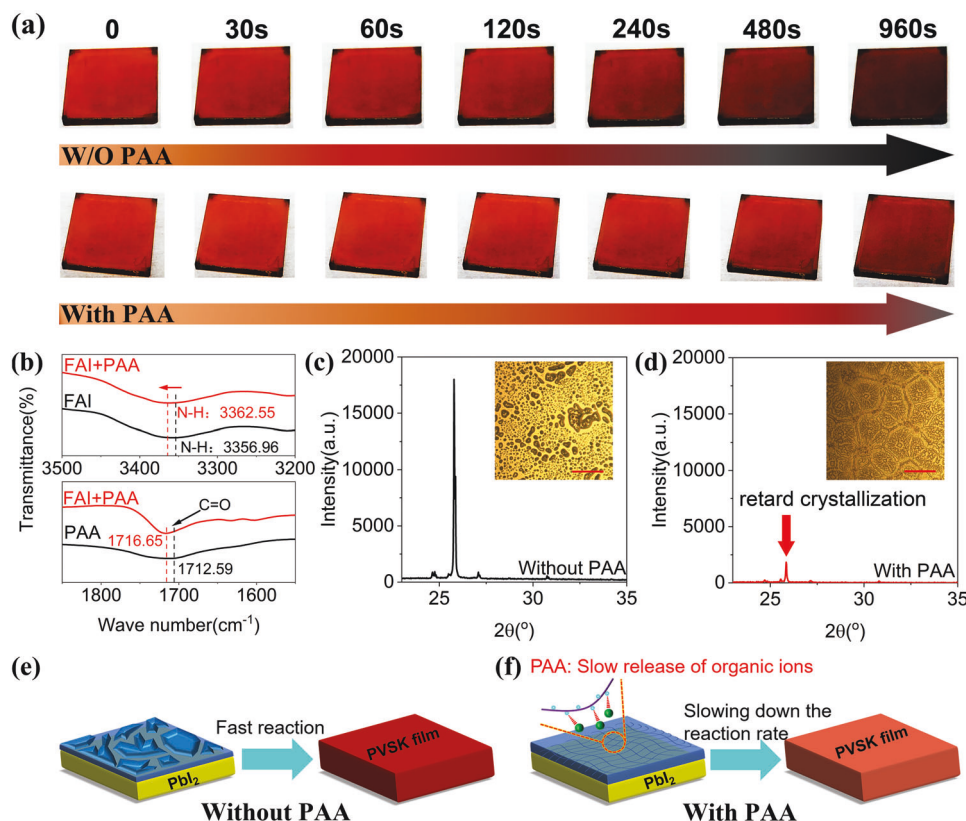 (a)
0 30s 60s 120s 240s 480s 960s
W/O PAA
With PAA
(b)
Transmittance(%)
FAI+PAA
FAI
N-H: 3362.55
N-H: 3356.96
3500 3400 3300 3200
FAI+PAA
C=O
PAA
1716.65
1712.59
1800 1700 1600
Wave number(cm⁻¹)
(c)
Intensity(a.u.)
20000
15000
10000
5000
0
Without PAA
25 30 35
2θ(º)
(d)
Intensity(a.u.)
20000
15000
10000
5000
0
retard crystallization
With PAA
25 30 35
2θ(º)
(e)
PbI₂
Fast reaction
PVSK film
Without PAA
(f)
PAA: Slow release of organic ions
PbI₂
Slowing down the
reaction rate
PVSK film
With PAA